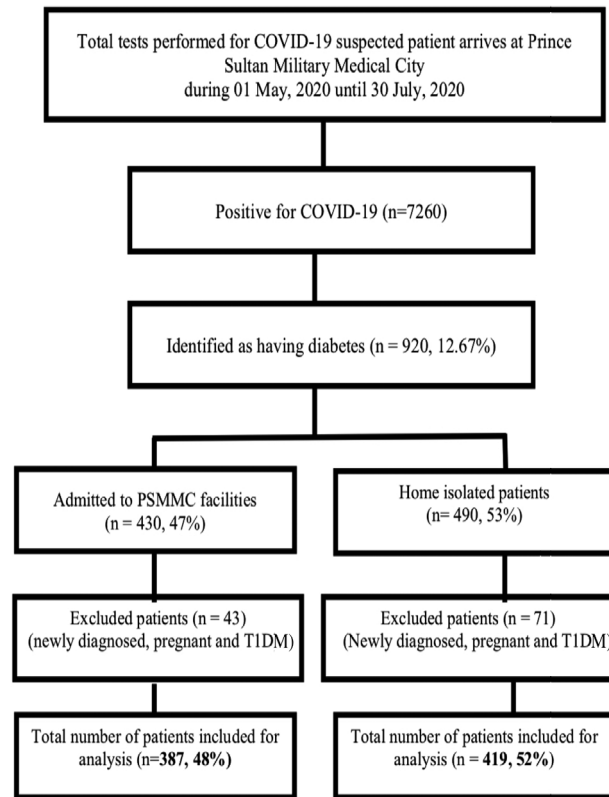 Total tests performed for COVID-19 suspected patient arrives at Prince
Sultan Military Medical City
during 01 May, 2020 until 30 July, 2020
Positive for COVID-19 (n=7260)
Identified as having diabetes (n = 920, 12.67%)
Admitted to PSMMC facilities
(n = 430, 47%)
Home isolated patients
(n= 490, 53%)
Excluded patients (n = 43)
(newly diagnosed, pregnant and T1DM)
Excluded patients (n = 71)
(Newly diagnosed, pregnant and T1DM)
Total number of patients included for
analysis (n=387, 48%)
Total number of patients included for
analysis (n = 419, 52%)